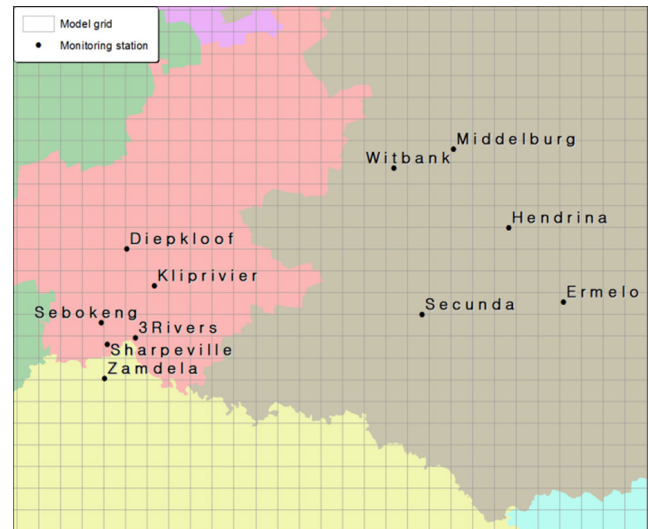 Model grid
Monitoring station
Middelburg
Witbank
Hendrina
Diepkloof
Kliprivier
Ermelo
Secunda
Sebokeng
3Rivers
Sharpeville
Zamdela